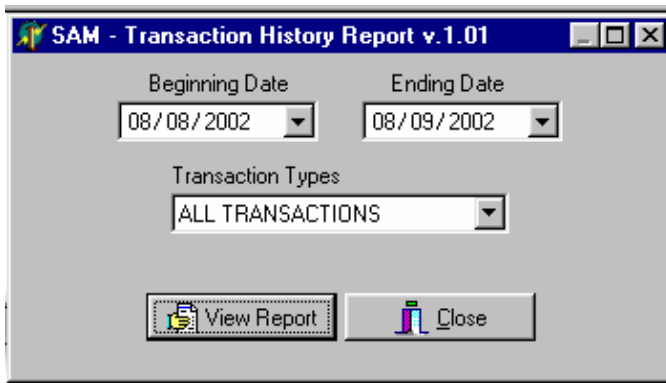 SAM - Transaction History Report v.1.01
Beginning Date Ending Date
08/08/2002 08/09/2002
Transaction Types
ALL TRANSACTIONS
View Report Close